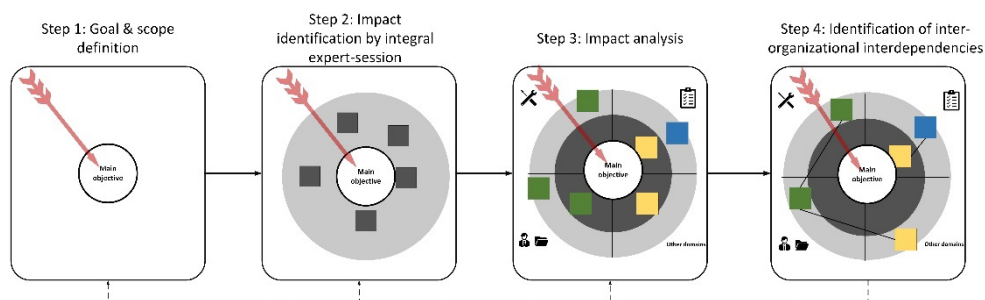 Step 1: Goal & scope
definition
Step 2: Impact
identification by integral
expert-session
Step 3: Impact analysis
Step 4: Identification of inter-
organizational interdependencies
Main
objective
Main
objective
Main
objective
Other domains
Main
objective
Other domains